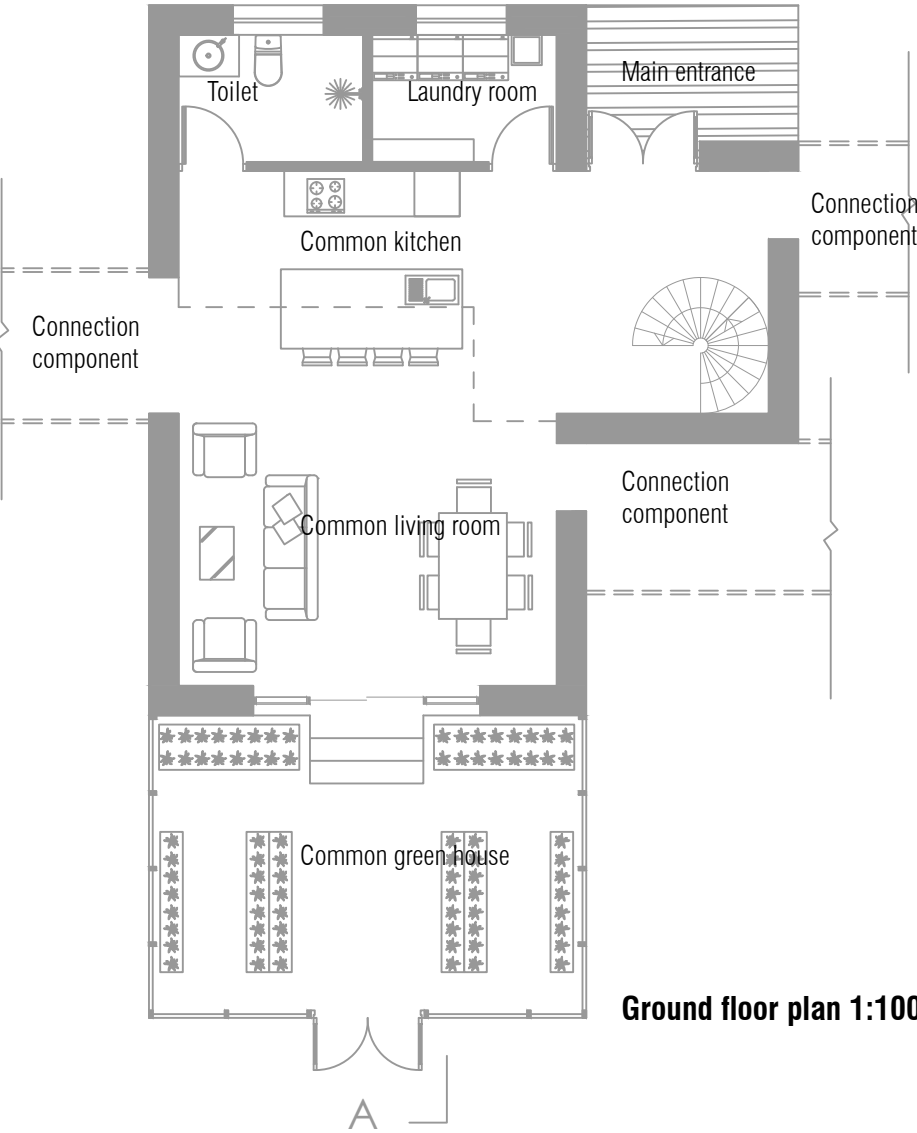 Toilet
Laundry room
Main entrance
Connection
component
Common kitchen
Connection
component
Connection
component
Common living room
Common green house
Ground floor plan 1:100
A